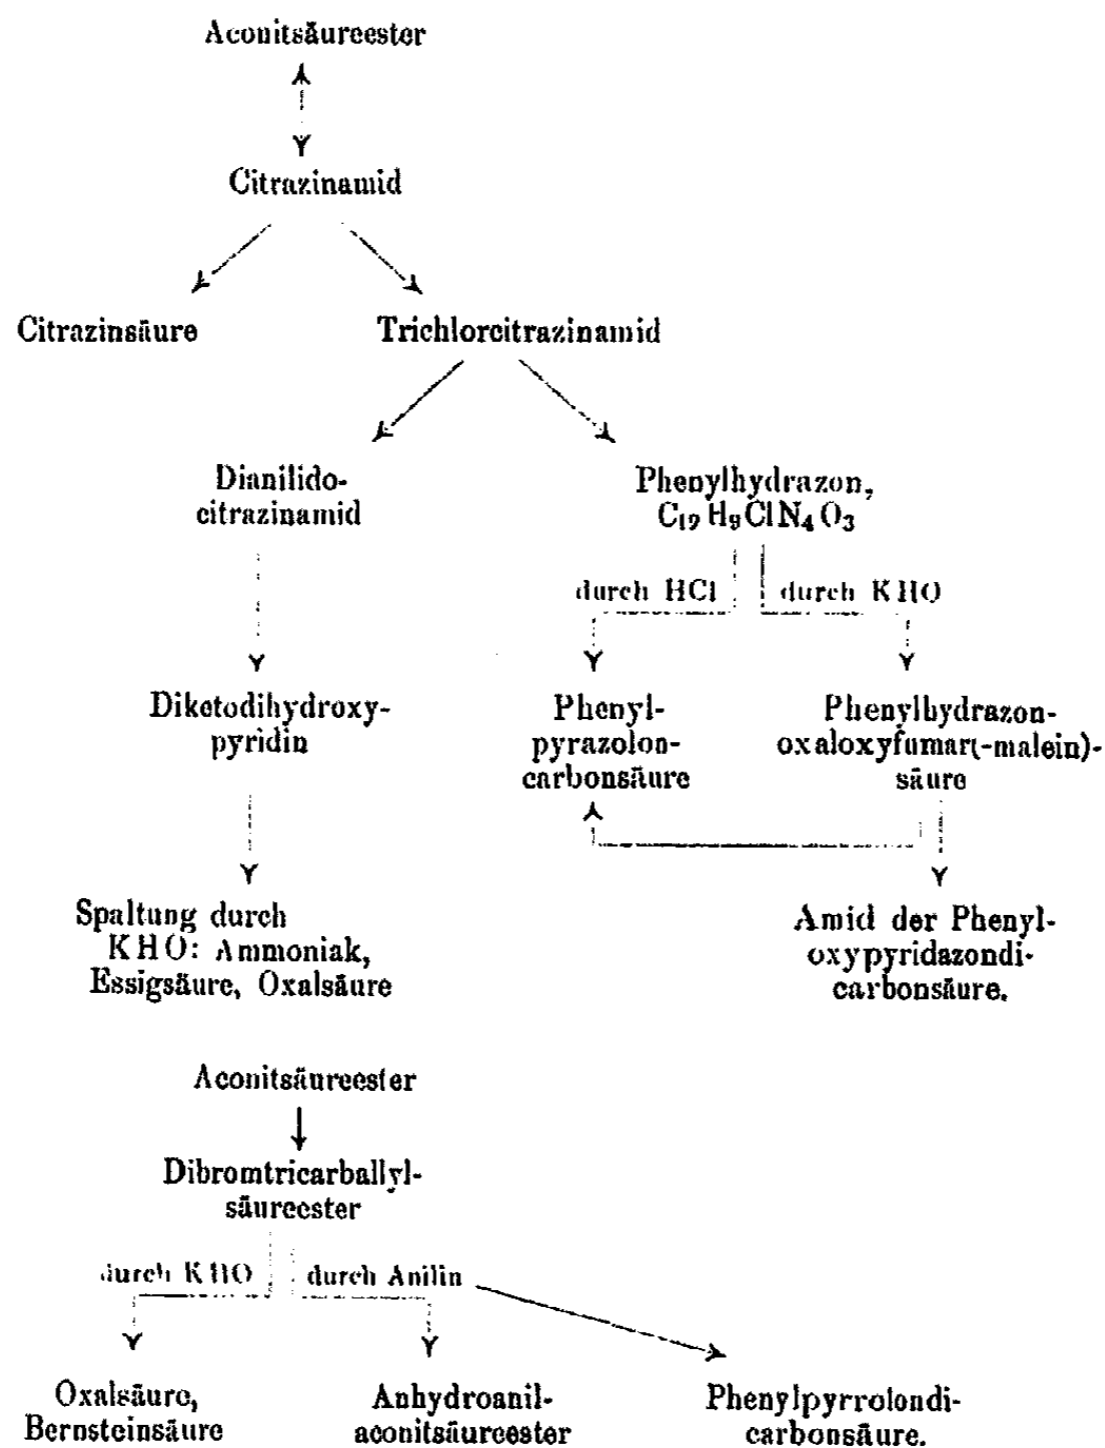 Aconitsäureester
Citrazinamid
Citrazinsäure
Trichlorcitrazinamid
Dianilido-
citrazinamid
Phenylhydrazon,
C₁₂H₉ClN₄O₃
durch HCl
durch KHO
Diketodihydroxy-
pyridin
Phenyl-
pyrazolon-
carbonsäure
Phenylhydrazon-
oxaloxyfumar(-malein)-
säure
Spaltung durch
KHO: Ammoniak,
Essigsäure, Oxalsäure
Amid der Phenyl-
oxypyridazondi-
carbonsäure.
Aconitsäureester
Dibromtricarballyl-
säureester
durch KHO
durch Anilin
Oxalsäure,
Bernsteinsäure
Anhydroanil-
aconitsäureester
Phenylpyrrolondi-
carbonsäure.